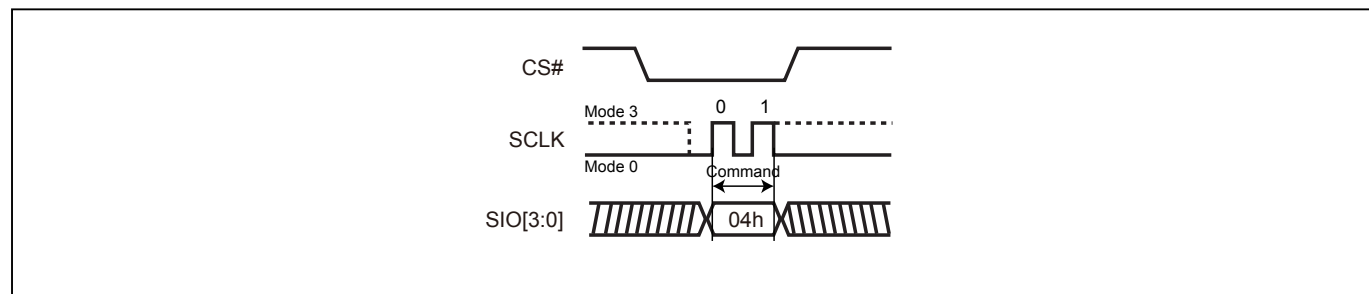 CS#
Mode 3
0 1
SCLK
Mode 0
Command
SIO[3:0]
04h